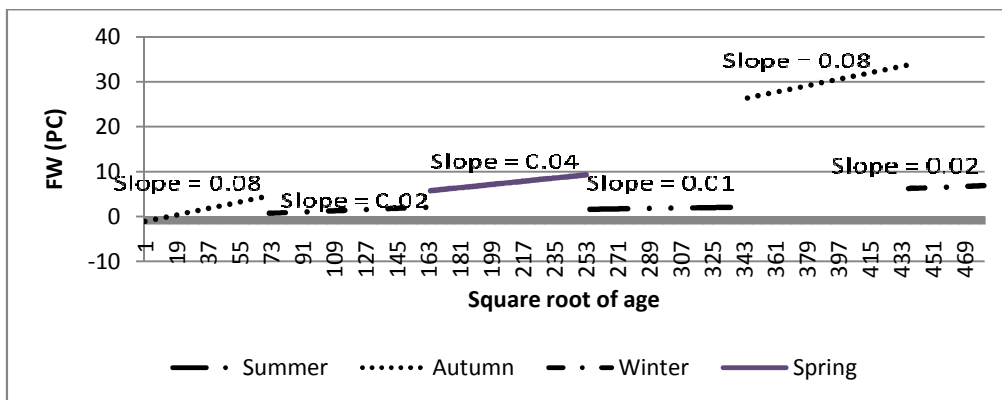 40
30
20
10
0
-10
FW (PC)
Slope = 0.08
Slope = 0.02
Slope = 0.04
Slope = 0.01
Slope = 0.08
Slope = 0.02
1 19 37 55 73 91 109 127 145 163 181 199 217 235 253 271 289 307 325 343 361 379 397 415 433 451 469
Square root of age
Summer Autumn Winter Spring